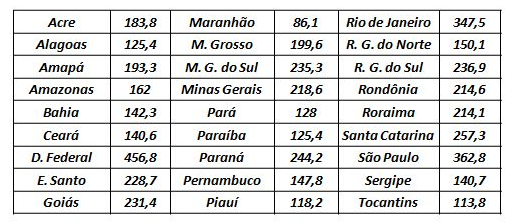 Acre 183,8 Maranhão 86,1 Rio de Janeiro 347,5
Alagoas 125,4 M. Grosso 199,6 R. G. do Norte 150,1
Amapá 193,3 M. G. do Sul 235,3 R. G. do Sul 236,9
Amazonas 162 Minas Gerais 218,6 Rondônia 214,6
Bahia 142,3 Pará 128 Roraima 214,1
Ceará 140,6 Paraíba 125,4 Santa Catarina 257,3
D. Federal 456,8 Paraná 244,2 São Paulo 362,8
E. Santo 228,7 Pernambuco 147,8 Sergipe 140,7
Goiás 231,4 Piauí 118,2 Tocantins 113,8